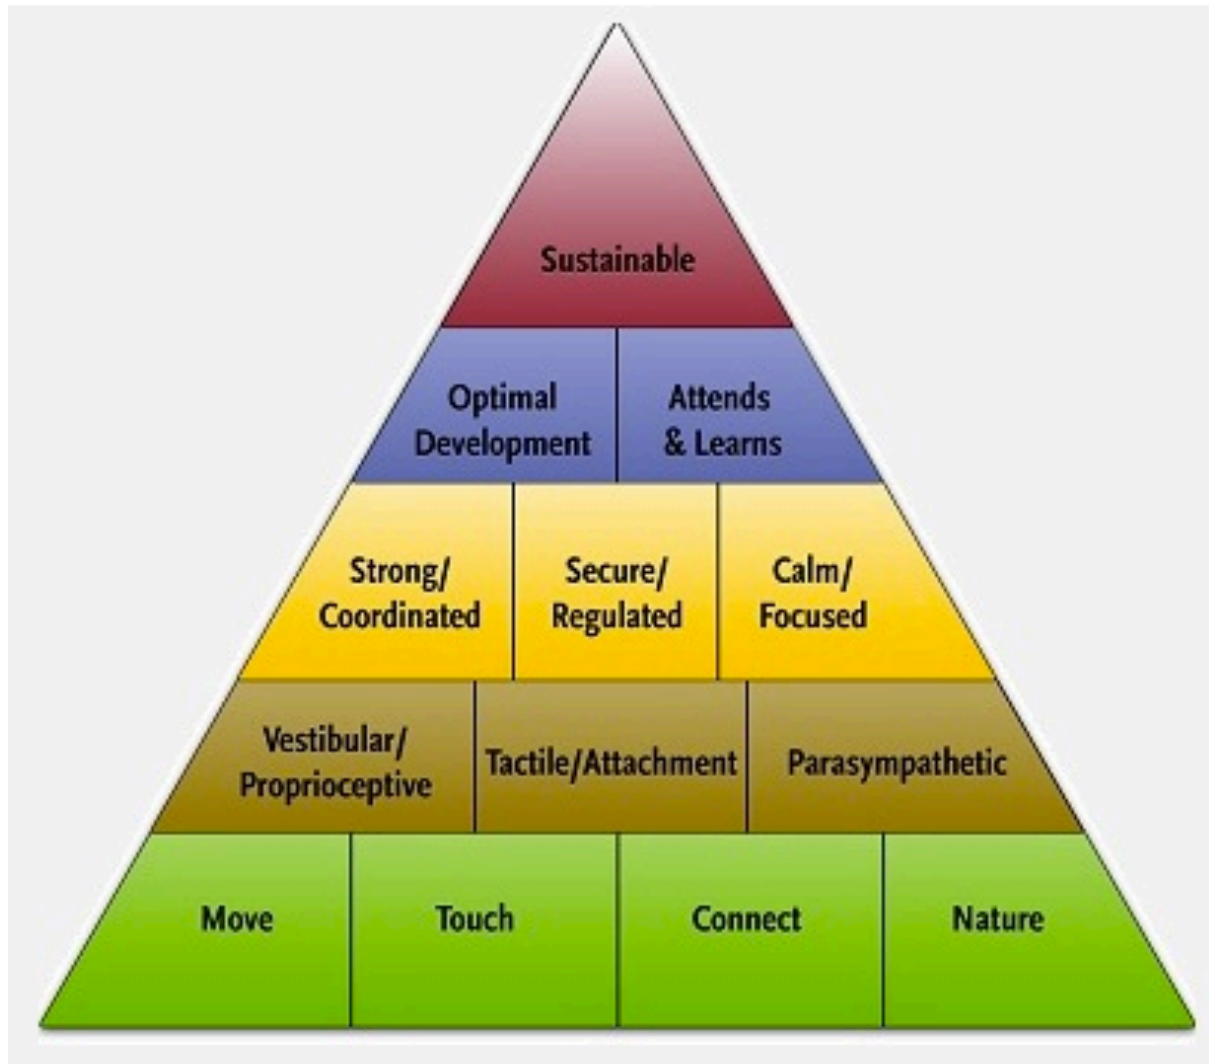 Sustainable
Optimal
Development
Attends
& Learns
Strong/
Coordinated
Secure/
Regulated
Calm/
Focused
Vestibular/
Proprioceptive
Tactile/Attachment
Parasympathetic
Move
Touch
Connect
Nature